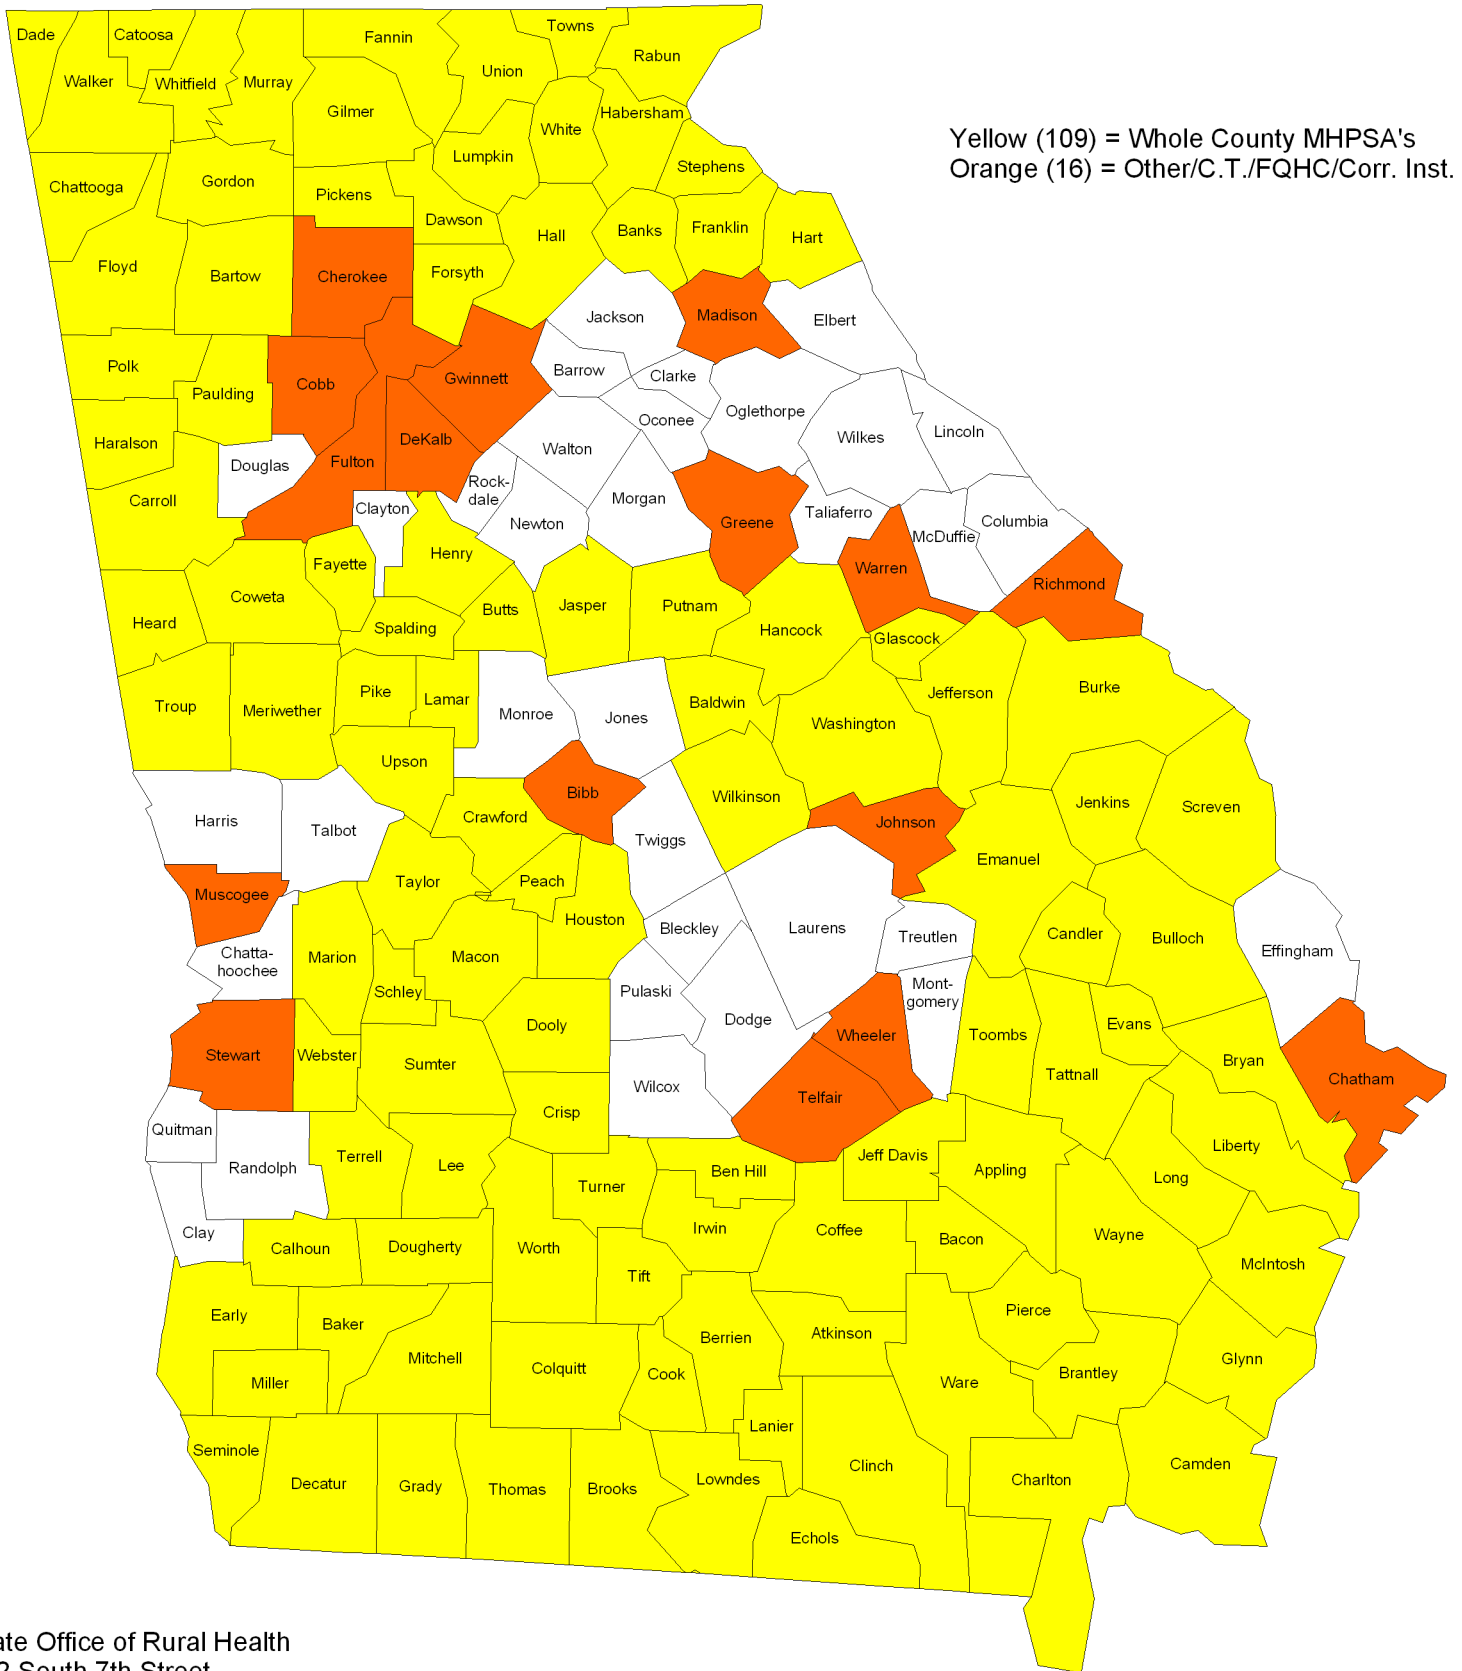 Dade
Catoosa
Fannin
Towns
Rabun
Walker
Whitfield
Murray
Union
Gilmer
White
Habersham
Yellow (109) = Whole County MHPSA's
Orange (16) = Other/C.T./FQHC/Corr. Inst.
Lumpkin
Stephens
Chattooga
Gordon
Pickens
Dawson
Hall
Banks
Franklin
Hart
Floyd
Bartow
Cherokee
Forsyth
Jackson
Madison
Elbert
Polk
Paulding
Cobb
Gwinnett
Barrow
Clarke
Oglethorpe
Oconee
Wilkes
Lincoln
Haralson
Douglas
Fulton
DeKalb
Walton
Carroll
Clayton
Rock-
dale
Newton
Morgan
Greene
Taliaferro
McDuffie
Columbia
Fayette
Henry
Warren
Richmond
Heard
Coweta
Spalding
Butts
Jasper
Putnam
Hancock
Glascock
Troup
Meriwether
Pike
Lamar
Monroe
Jones
Baldwin
Washington
Jefferson
Burke
Upson
Bibb
Wilkinson
Harris
Talbot
Crawford
Twiggs
Johnson
Jenkins
Screven
Muscogee
Taylor
Peach
Houston
Emanuel
Chatta-
hoochee
Marion
Macon
Bleckley
Laurens
Treutlen
Candler
Bulloch
Effingham
Schley
Pulaski
Mont-
gomery
Stewart
Webster
Sumter
Dooly
Dodge
Wheeler
Toombs
Evans
Tattnall
Bryan
Chatham
Crisp
Wilcox
Telfair
Quitman
Randolph
Terrell
Lee
Turner
Ben Hill
Jeff Davis
Appling
Long
Liberty
Clay
Calhoun
Dougherty
Worth
Irwin
Coffee
Bacon
Wayne
McIntosh
Tift
Early
Baker
Mitchell
Berrien
Atkinson
Pierce
Glynn
Miller
Colquitt
Cook
Ware
Brantley
Seminole
Decatur
Grady
Thomas
Brooks
Lanier
Lowndes
Clinch
Charlton
Camden
Echols
Office of Rural Health
South 7th Street